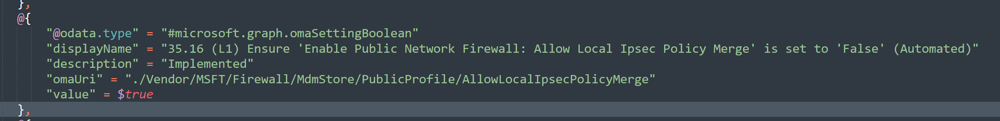 },
@{
"@odata.type" = "#microsoft.graph.omaSettingBoolean"
"displayName" = "35.16 (L1) Ensure 'Enable Public Network Firewall: Allow Local Ipsec Policy Merge' is set to 'False' (Automated)"
"description" = "Implemented"
"omaUri" = "./Vendor/MSFT/Firewall/MdmStore/PublicProfile/AllowLocalIpsecPolicyMerge"
"value" = $true
},